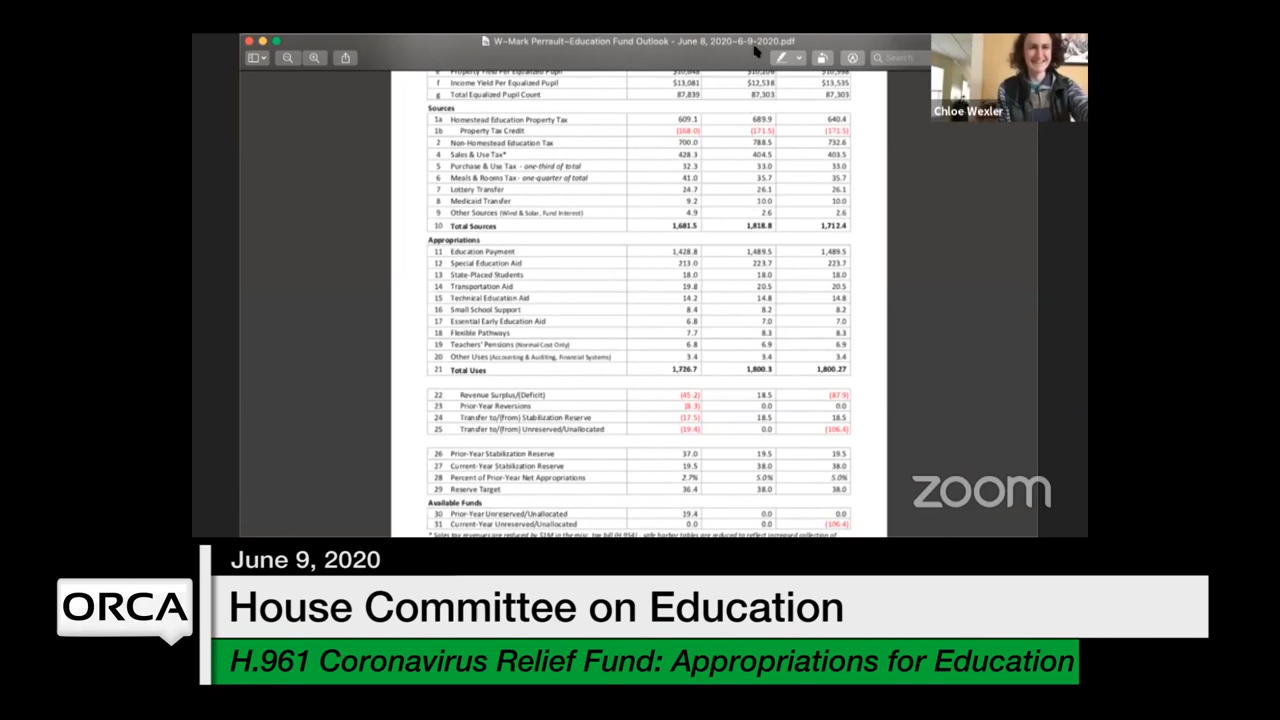 W~Mark Perrault~Education Fund Outlook - June 8, 2020~6-9-2020.pdf
Search
Chloe Wexler
f Income Yield Per Equalized Pupil $13,081 $12,538 $13,535
g Total Equalized Pupil Count 87,839 87,303 87,303
Sources
1a Homestead Education Property Tax 609.1 689.9 640.4
1b Property Tax Credit (168.0) (171.5) (171.5)
2 Non-Homestead Education Tax 700.0 788.5 732.6
4 Sales & Use Tax* 428.3 404.5 403.5
5 Purchase & Use Tax - one-third of total 32.3 33.0 33.0
6 Meals & Rooms Tax - one-quarter of total 41.0 35.7 35.7
7 Lottery Transfer 24.7 26.1 26.1
8 Medicaid Transfer 9.2 10.0 10.0
9 Other Sources (Wind & Solar, Fund Interest) 4.9 2.6 2.6
10 Total Sources 1,681.5 1,818.8 1,712.4
Appropriations
11 Education Payment 1,428.8 1,489.5 1,489.5
12 Special Education Aid 213.0 223.7 223.7
13 State-Placed Students 18.0 18.0 18.0
14 Transportation Aid 19.8 20.5 20.5
15 Technical Education Aid 14.2 14.8 14.8
16 Small School Support 8.4 8.2 8.2
17 Essential Early Education Aid 6.8 7.0 7.0
18 Flexible Pathways 7.7 8.3 8.3
19 Teachers' Pensions (Normal Cost Only) 6.8 6.9 6.9
20 Other Uses (Accounting & Auditing, Financial Systems) 3.4 3.4 3.4
21 Total Uses 1,726.7 1,800.3 1,800.27
22 Revenue Surplus/(Deficit) (45.2) 18.5 (87.9)
23 Prior-Year Reversions (8.3) 0.0 0.0
24 Transfer to/(from) Stabilization Reserve (17.5) 18.5 18.5
25 Transfer to/(from) Unreserved/Unallocated (19.4) 0.0 (106.4)
26 Prior-Year Stabilization Reserve 37.0 19.5 19.5
27 Current-Year Stabilization Reserve 19.5 38.0 38.0
28 Percent of Prior-Year Net Appropriations 2.7% 5.0% 5.0%
29 Reserve Target 36.4 38.0 38.0
Available Funds
30 Prior-Year Unreserved/Unallocated 19.4 0.0 0.0
31 Current-Year Unreserved/Unallocated 0.0 0.0 (106.4)
zoom
June 9, 2020
ORCA
House Committee on Education
H.961 Coronavirus Relief Fund: Appropriations for Education